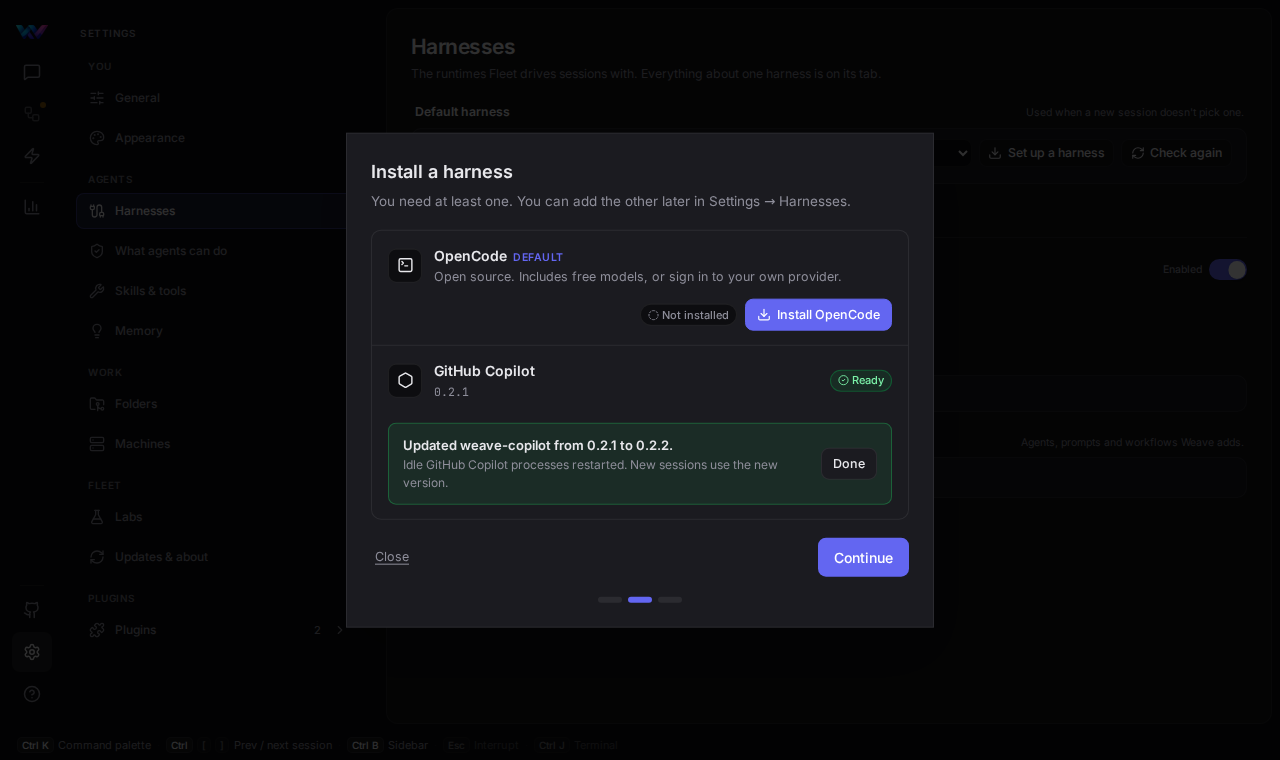 SETTINGS
YOU
General
Appearance
AGENTS
Harnesses
What agents can do
Skills & tools
Memory
WORK
Folders
Machines
FLEET
Labs
Updates & about
PLUGINS
Plugins 2
Harnesses
The runtimes Fleet drives sessions with. Everything about one harness is on its tab.
Default harness
Used when a new session doesn't pick one.
Set up a harness
Check again
Enabled
Agents, prompts and workflows Weave adds.
Install a harness
You need at least one. You can add the other later in Settings → Harnesses.
OpenCode DEFAULT
Open source. Includes free models, or sign in to your own provider.
Not installed
Install OpenCode
GitHub Copilot
0.2.1
Ready
Updated weave-copilot from 0.2.1 to 0.2.2.
Idle GitHub Copilot processes restarted. New sessions use the new
version.
Done
Close
Continue
Ctrl K Command palette Ctrl [ ] Prev / next session Ctrl B Sidebar Esc Interrupt Ctrl J Terminal